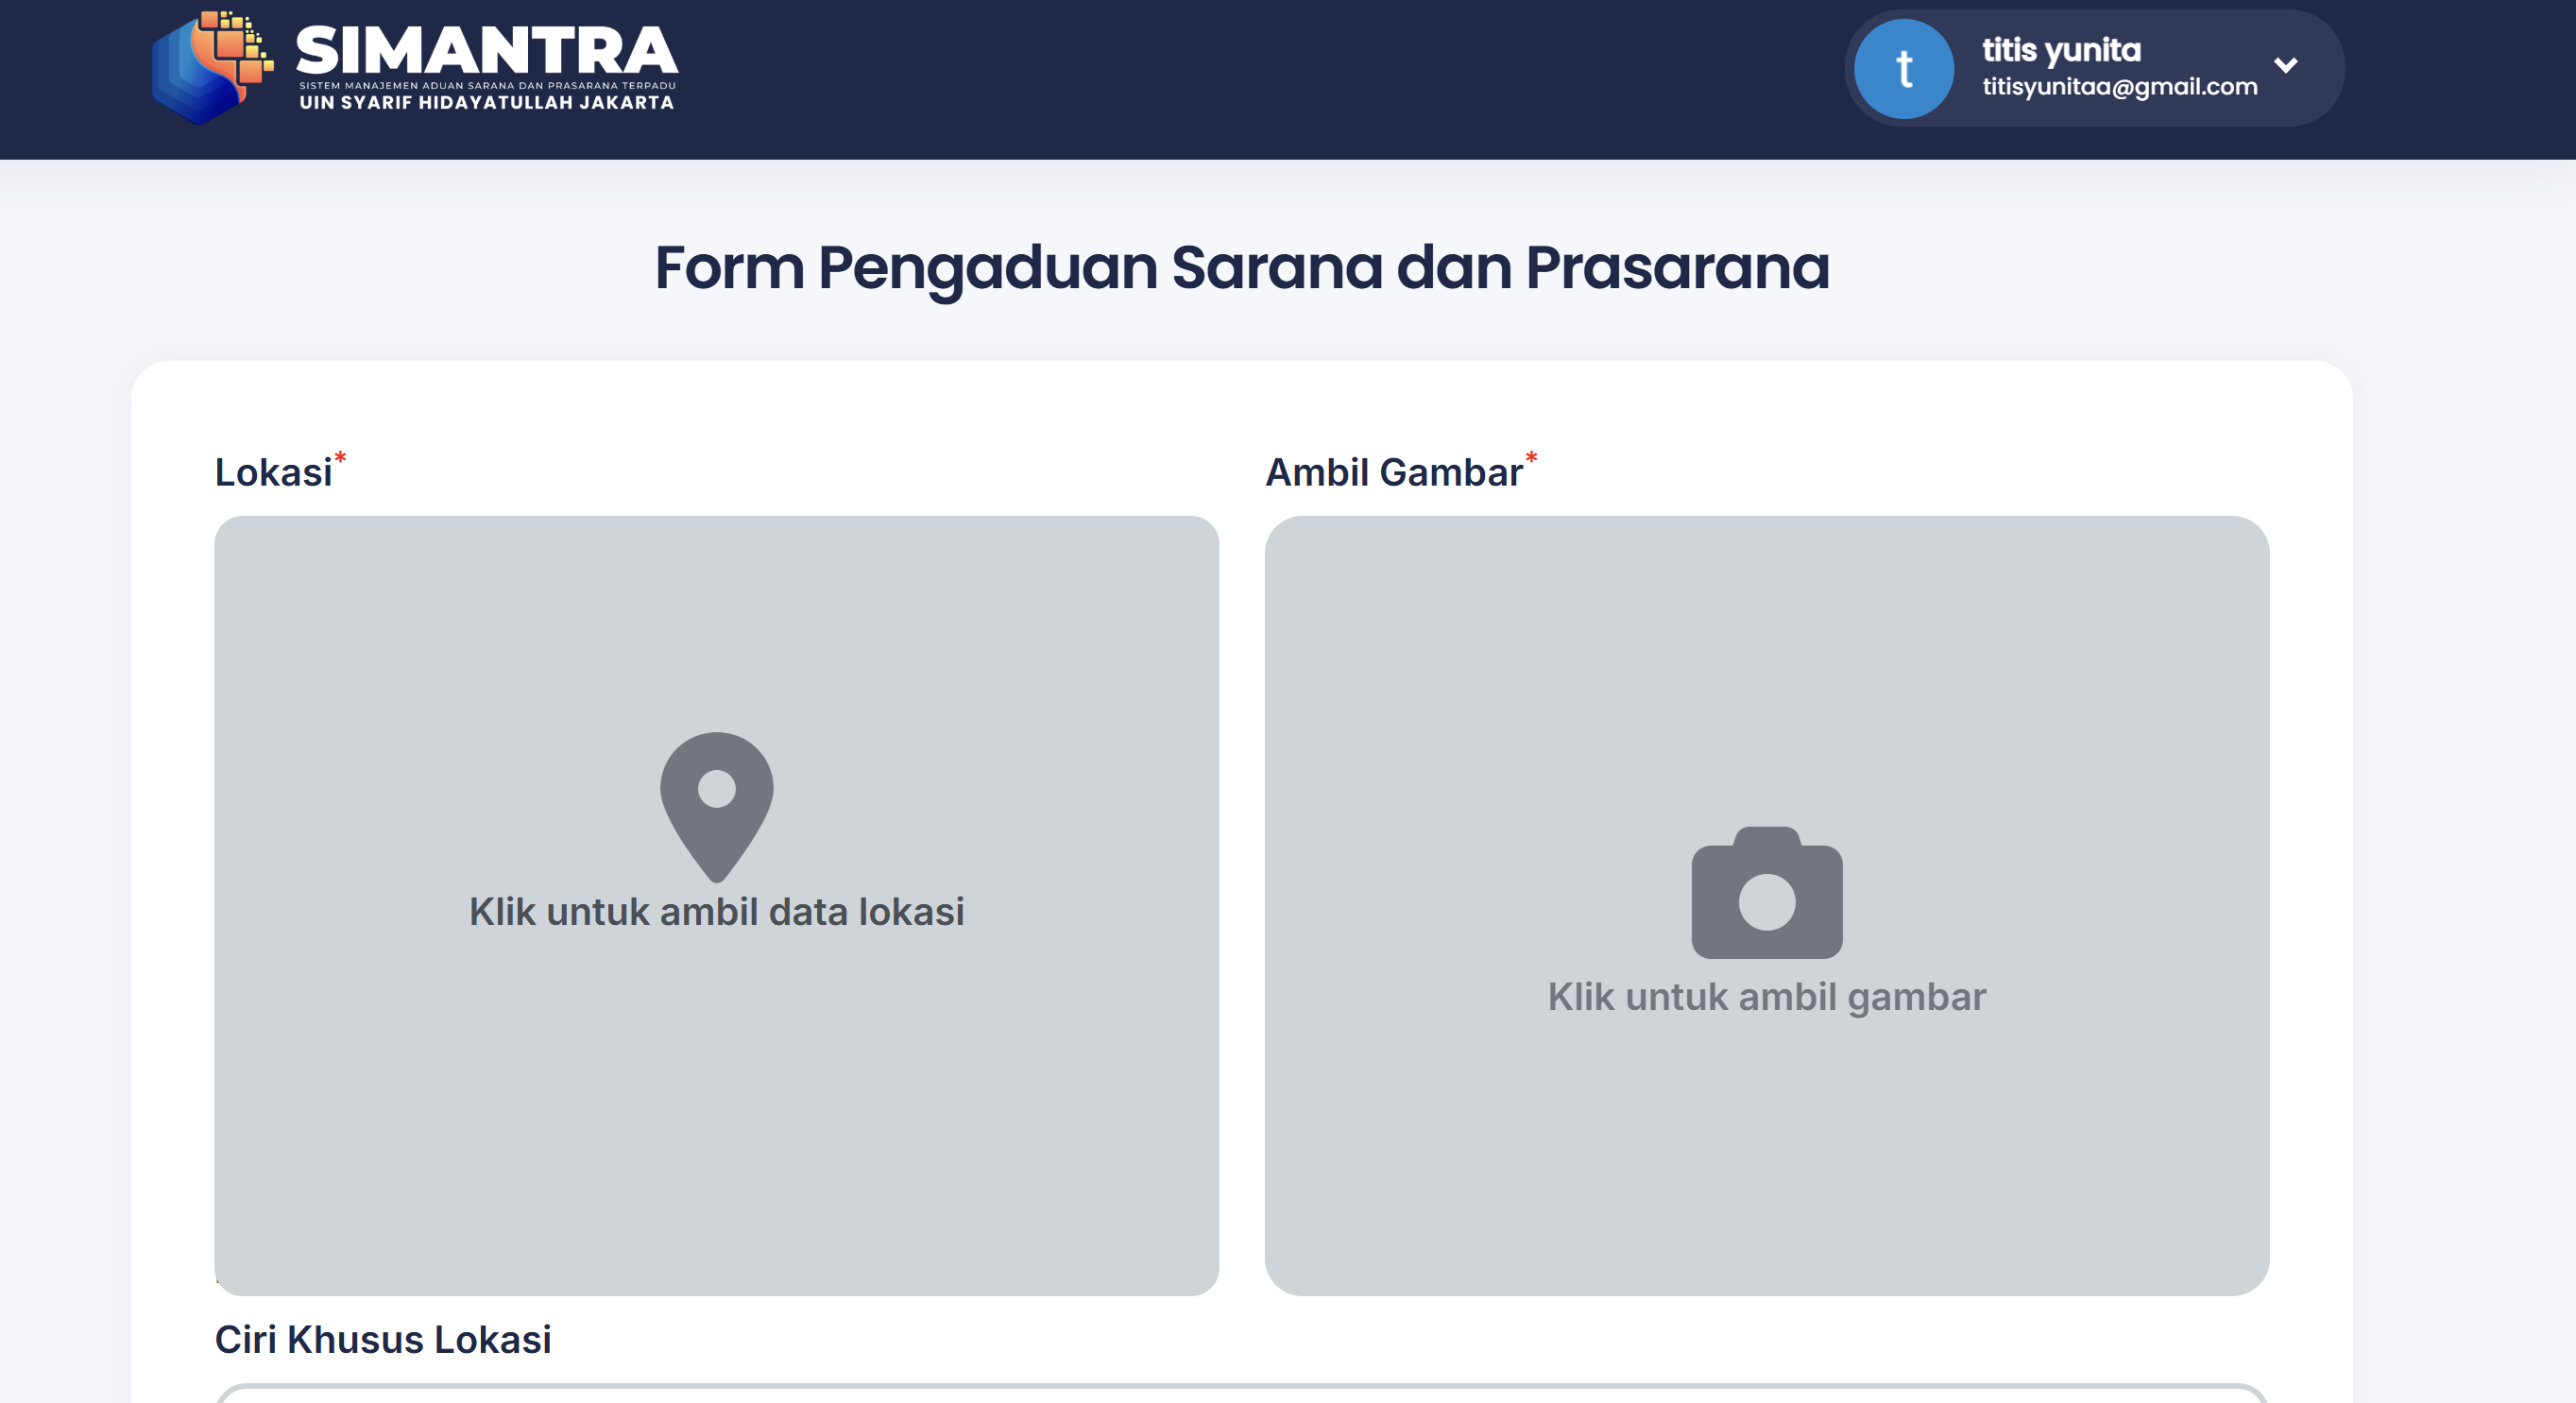 SIMANTRA
SISTEM MANAJEMEN ADUAN SARANA DAN PRASARANA TERPADU
UIN SYARIF HIDAYATULLAH JAKARTA
t
titis yunita
titisyunitaa@gmail.com
Form Pengaduan Sarana dan Prasarana
Lokasi*
Ambil Gambar*
Klik untuk ambil data lokasi
Klik untuk ambil gambar
Ciri Khusus Lokasi